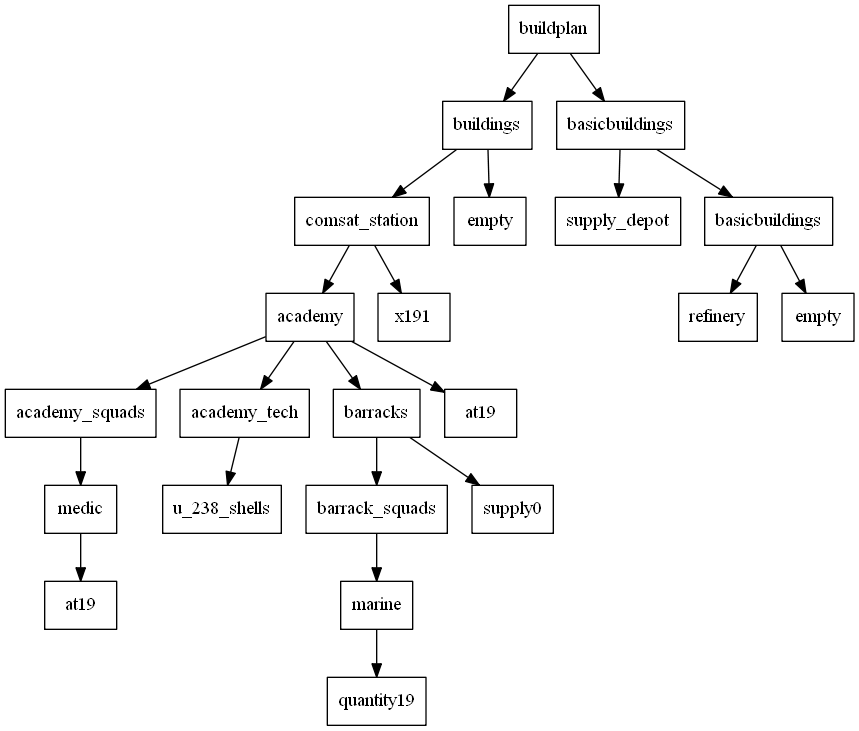 buildplan
buildings
basicbuildings
comsat_station
empty
supply_depot
basicbuildings
academy
x191
refinery
empty
academy_squads
academy_tech
barracks
at19
medic
u_238_shells
barrack_squads
supply0
at19
marine
quantity19